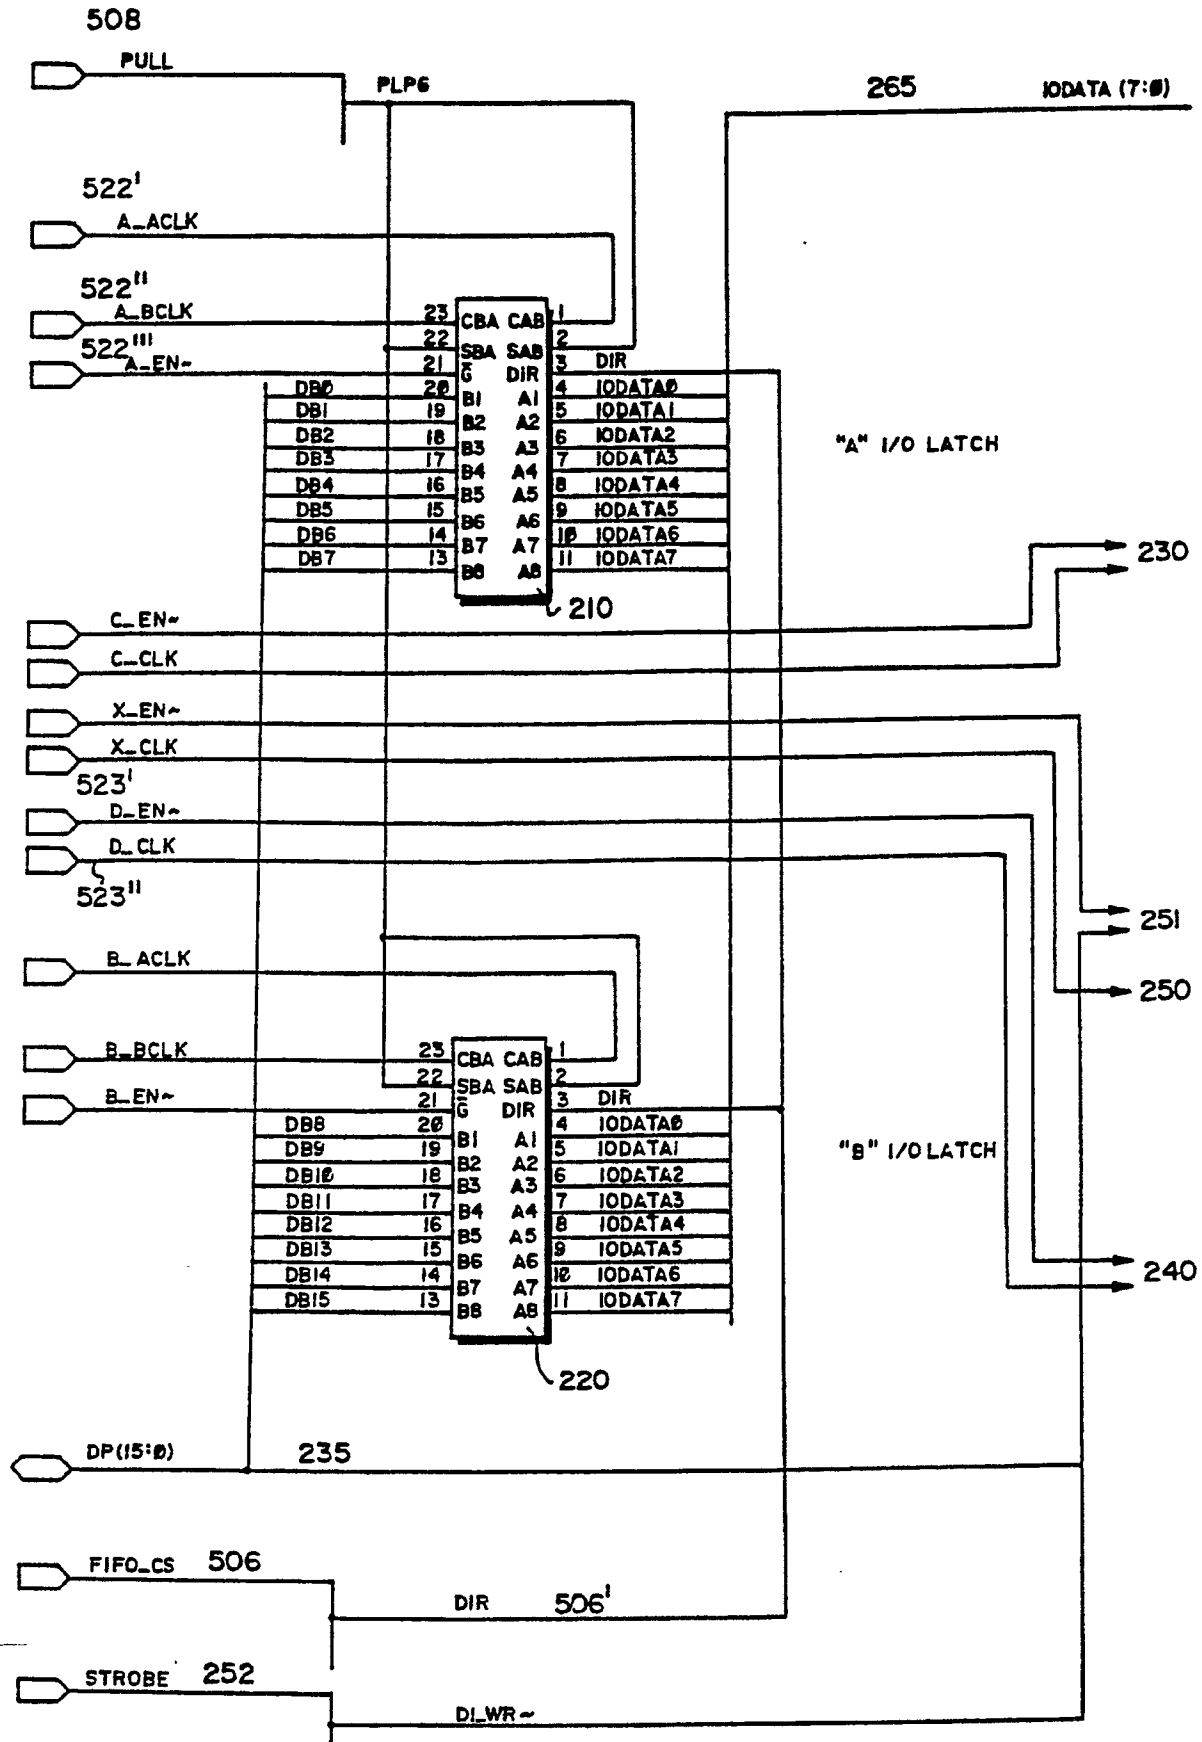 508
PULL
PLP6
265 IODATA (7:0)
522'
A_ACLK
522"
A_BCLK
522'''
A_EN~
23 CBA CAB 1
22 SBA SAB 2
21 G̅ DIR 3 DIR
DB0 20 B1 A1 4 IODATA0
DB1 19 B2 A2 5 IODATA1
DB2 18 B3 A3 6 IODATA2
DB3 17 B4 A4 7 IODATA3
DB4 16 B5 A5 8 IODATA4
DB5 15 B6 A6 9 IODATA5
DB6 14 B7 A7 10 IODATA6
DB7 13 B8 A8 11 IODATA7
"A" I/O LATCH
210
230
C_EN~
C_CLK
X_EN~
X_CLK
523'
D_EN~
D_CLK
523"
251
250
B_ACLK
B_BCLK
B_EN~
23 CBA CAB 1
22 SBA SAB 2
21 G̅ DIR 3 DIR
DB8 20 B1 A1 4 IODATA0
DB9 19 B2 A2 5 IODATA1
DB10 18 B3 A3 6 IODATA2
DB11 17 B4 A4 7 IODATA3
DB12 16 B5 A5 8 IODATA4
DB13 15 B6 A6 9 IODATA5
DB14 14 B7 A7 10 IODATA6
DB15 13 B8 A8 11 IODATA7
"B" I/O LATCH
240
220
DP(15:0) 235
FIFO_CS 506
DIR 506'
STROBE 252
DI_WR~